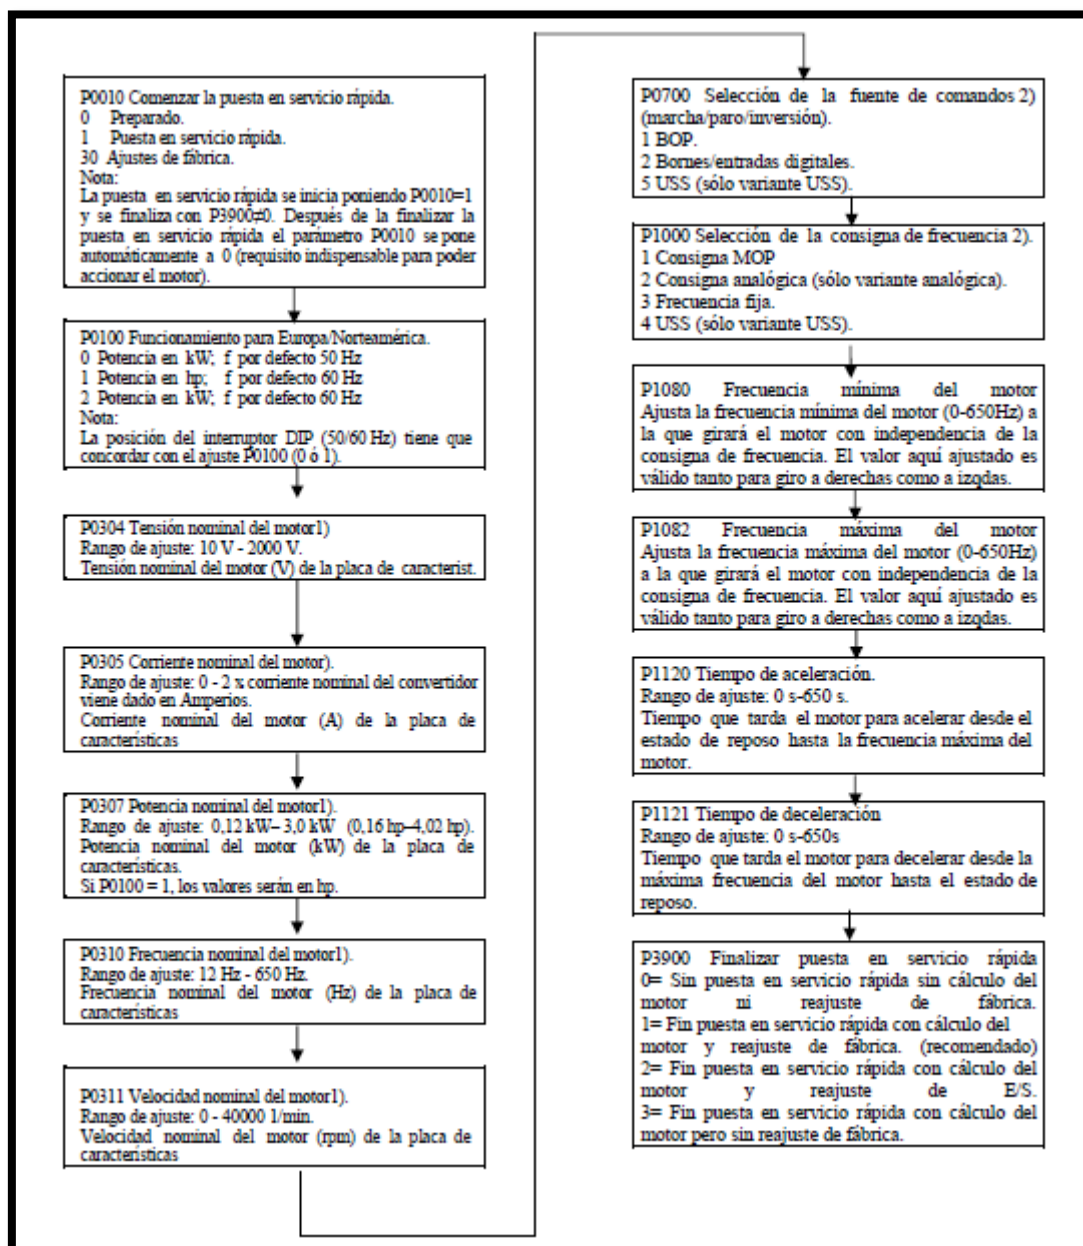 P0010 Comenzar la puesta en servicio rápida.
0 Preparado.
1 Puesta en servicio rápida.
30 Ajustes de fábrica.
Nota:
La puesta en servicio rápida se inicia poniendo P0010=1
y se finaliza con P3900≠0. Después de la finalizar la
puesta en servicio rápida el parámetro P0010 se pone
automáticamente a 0 (requisito indispensable para poder
accionar el motor).
P0100 Funcionamiento para Europa/Norteamérica.
0 Potencia en kW; f por defecto 50 Hz
1 Potencia en hp; f por defecto 60 Hz
2 Potencia en kW; f por defecto 60 Hz
Nota:
La posición del interruptor DIP (50/60 Hz) tiene que
concordar con el ajuste P0100 (0 ó 1).
P0304 Tensión nominal del motor1)
Rango de ajuste: 10 V - 2000 V.
Tensión nominal del motor (V) de la placa de caracterist.
P0305 Corriente nominal del motor).
Rango de ajuste: 0 - 2 x corriente nominal del convertidor
viene dado en Amperios.
Corriente nominal del motor (A) de la placa de
características
P0307 Potencia nominal del motor1).
Rango de ajuste: 0,12 kW– 3,0 kW (0,16 hp–4,02 hp).
Potencia nominal del motor (kW) de la placa de
características.
Si P0100 = 1, los valores serán en hp.
P0310 Frecuencia nominal del motor1).
Rango de ajuste: 12 Hz - 650 Hz.
Frecuencia nominal del motor (Hz) de la placa de
características
P0311 Velocidad nominal del motor1).
Rango de ajuste: 0 - 40000 1/min.
Velocidad nominal del motor (rpm) de la placa de
características
P0700 Selección de la fuente de comandos 2)
(marcha/paro/inversión).
1 BOP.
2 Bornes/entradas digitales.
5 USS (sólo variante USS).
P1000 Selección de la consigna de frecuencia 2).
1 Consigna MOP
2 Consigna analógica (sólo variante analógica).
3 Frecuencia fija.
4 USS (sólo variante USS).
P1080 Frecuencia mínima del motor
Ajusta la frecuencia mínima del motor (0-650Hz) a
la que girará el motor con independencia de la
consigna de frecuencia. El valor aquí ajustado es
válido tanto para giro a derechas como a izqdas.
P1082 Frecuencia máxima del motor
Ajusta la frecuencia máxima del motor (0-650Hz)
a la que girará el motor con independencia de la
consigna de frecuencia. El valor aquí ajustado es
válido tanto para giro a derechas como a izqdas.
P1120 Tiempo de aceleración.
Rango de ajuste: 0 s-650 s.
Tiempo que tarda el motor para acelerar desde el
estado de reposo hasta la frecuencia máxima del
motor.
P1121 Tiempo de deceleración
Rango de ajuste: 0 s-650s
Tiempo que tarda el motor para decelerar desde la
máxima frecuencia del motor hasta el estado de
reposo.
P3900 Finalizar puesta en servicio rápida
0= Sin puesta en servicio rápida sin cálculo del
motor ni reajuste de fábrica.
1= Fin puesta en servicio rápida con cálculo del
motor y reajuste de fábrica. (recomendado)
2= Fin puesta en servicio rápida con cálculo del
motor y reajuste de E/S.
3= Fin puesta en servicio rápida con cálculo del
motor pero sin reajuste de fábrica.